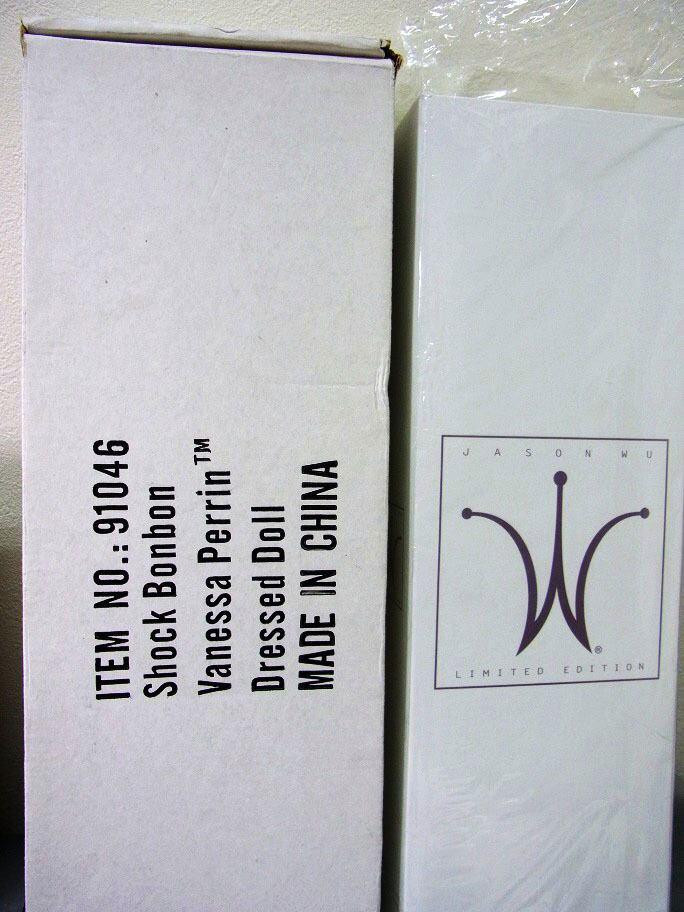 ITEM NO.: 91046
Shock Bonbon
Vanessa Perrin™
Dressed Doll
MADE IN CHINA
JASON WU
W®
LIMITED EDITION